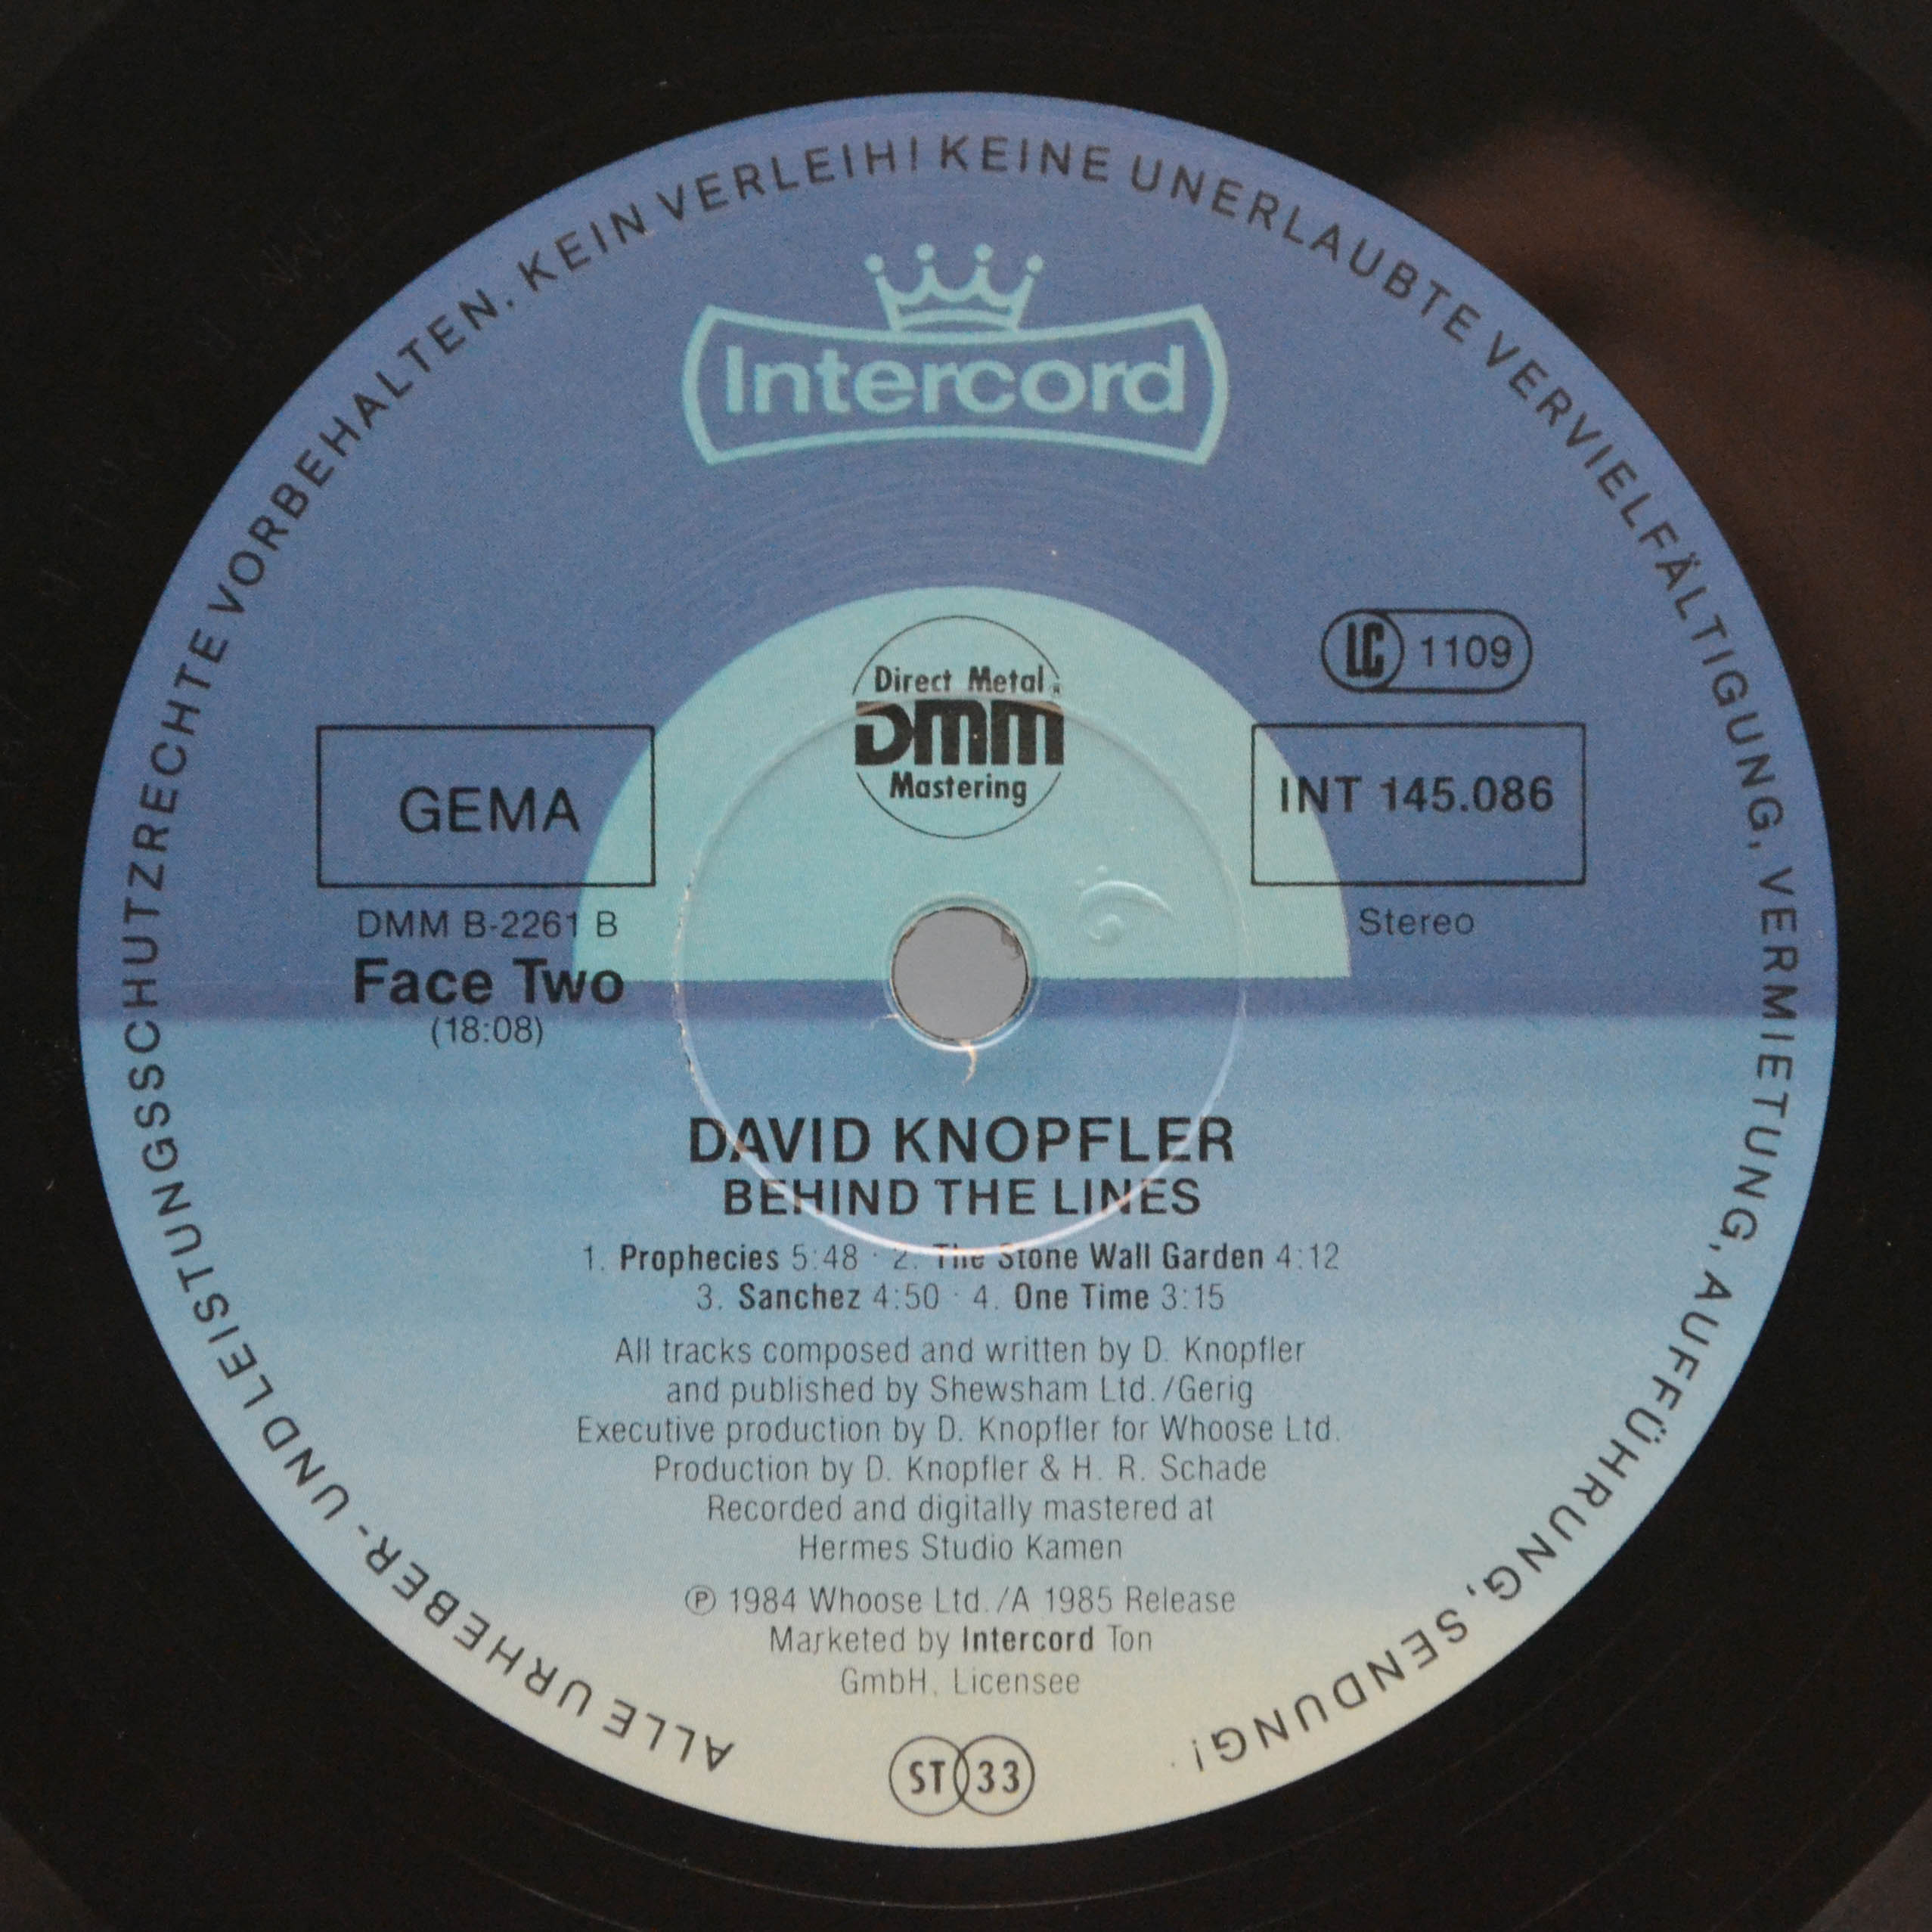 ALLE URHEBER- UND LEISTUNGSSCHUTZRECHTE VORBEHALTEN. KEIN VERLEIH! KEINE UNERLAUBTE VERVIELFÄLTIGUNG, VERMIETUNG, AUFFÜHRUNG, SENDUNG!
Intercord
LC 1109
Direct Metal
DMM
Mastering
GEMA
INT 145.086
DMM B-2261 B
Stereo
Face Two
(18:08)
DAVID KNOPFLER
BEHIND THE LINES
1. Prophecies 5:48 · 2. The Stone Wall Garden 4:12
3. Sanchez 4:50 · 4. One Time 3:15
All tracks composed and written by D. Knopfler
and published by Shewsham Ltd./Gerig
Executive production by D. Knopfler for Whoose Ltd.
Production by D. Knopfler & H. R. Schade
Recorded and digitally mastered at
Hermes Studio Kamen
℗ 1984 Whoose Ltd./A 1985 Release
Marketed by Intercord Ton
GmbH, Licensee
ST 33